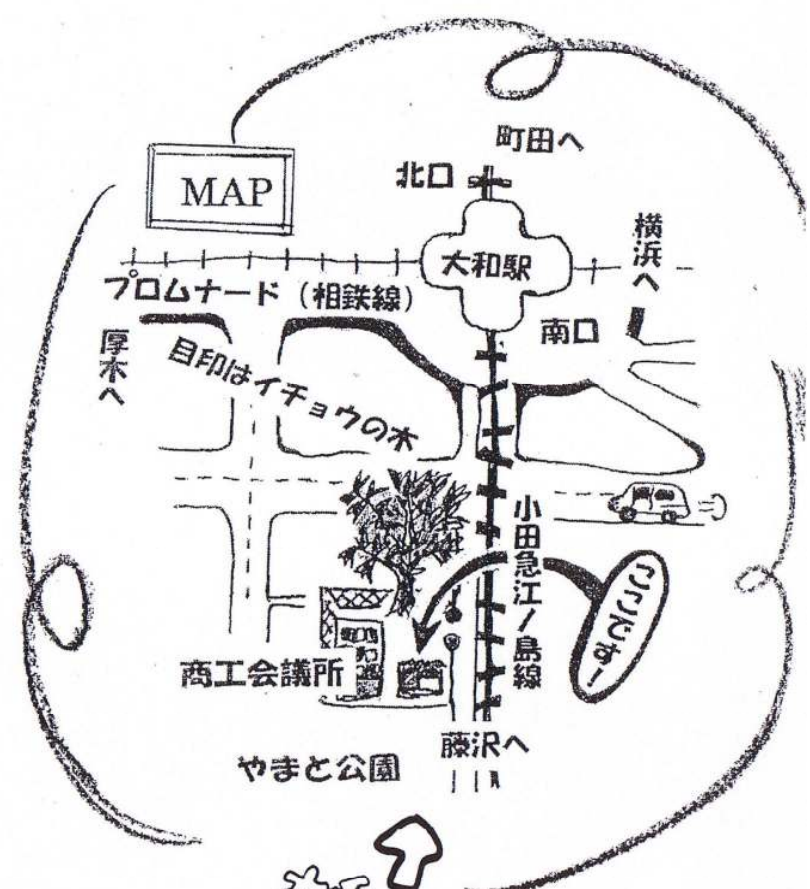 町田へ
北口
MAP
大和駅
横浜へ
プロムナード（相鉄線）
南口
厚木へ
目印はイチョウの木
小田急江ノ島線
ここです！
商工会議所
藤沢へ
やまと公園